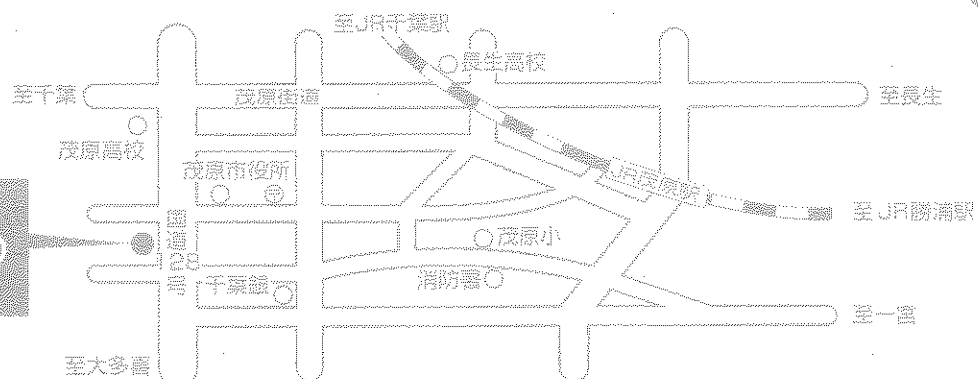 至JR千葉駅
長生高校
至千葉
茂原街道
至長生
茂原高校
茂原市役所
JR茂原駅
至JR勝浦駅
国道128号
茂原小
千葉銀
消防署
至一宮
至大多喜